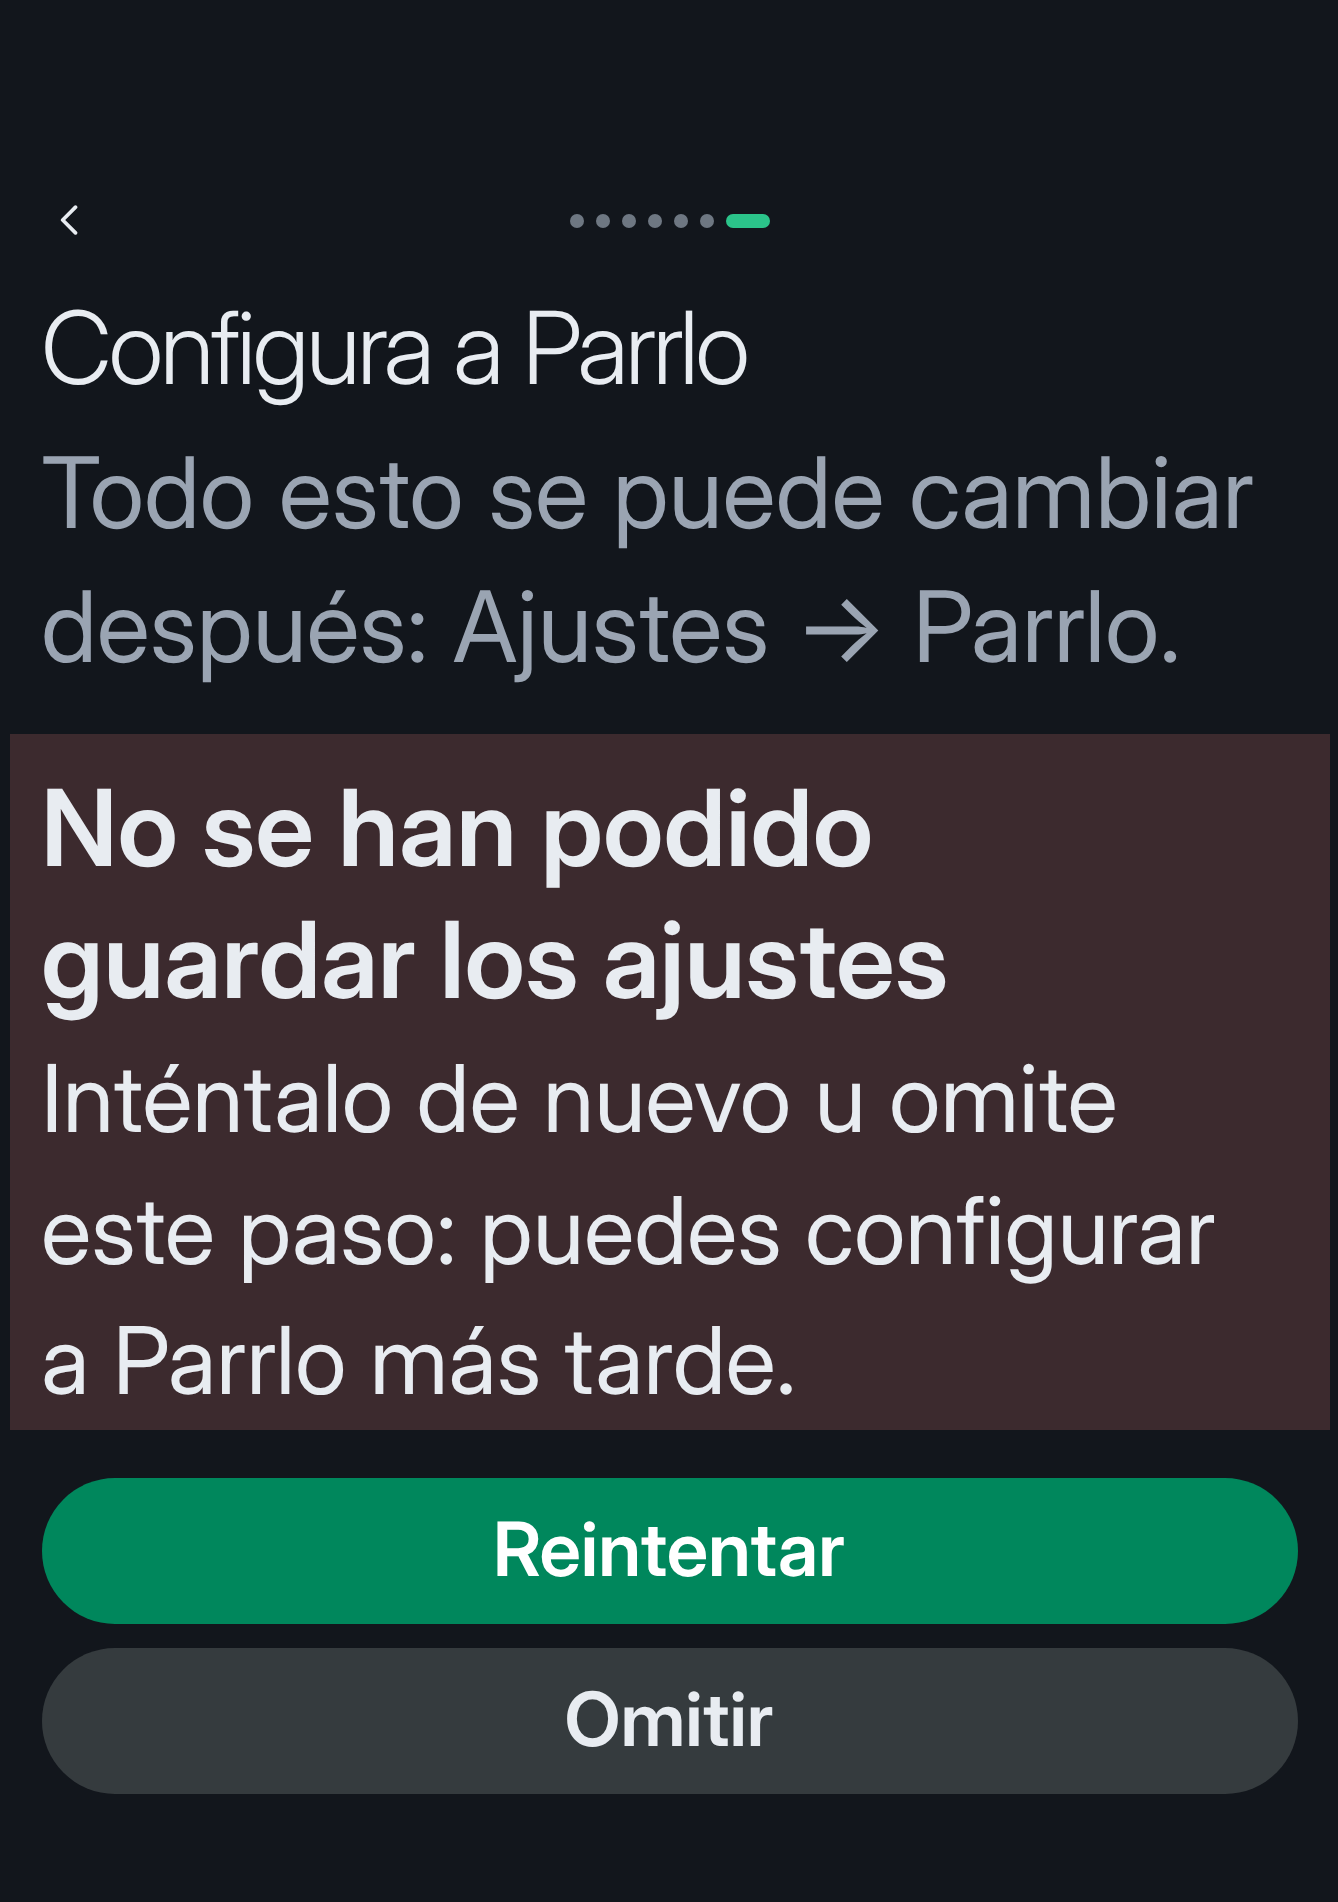 Configura a Parrlo
Todo esto se puede cambiar
después: Ajustes → Parrlo.
No se han podido
guardar los ajustes
Inténtalo de nuevo u omite
este paso: puedes configurar
a Parrlo más tarde.
Reintentar
Omitir